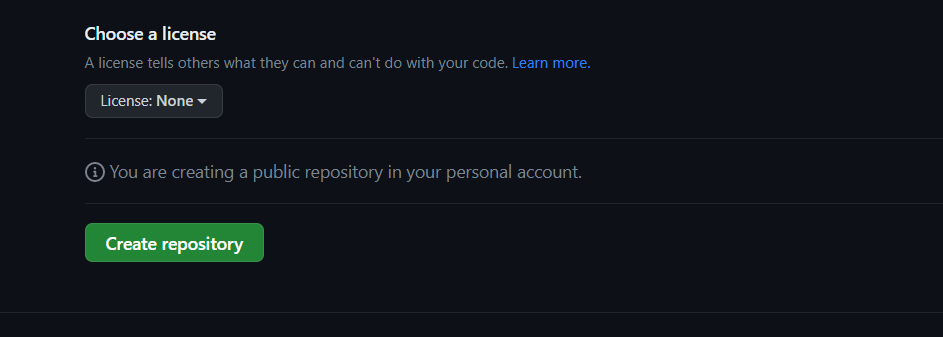 Choose a license
A license tells others what they can and can't do with your code. Learn more.
License: None
You are creating a public repository in your personal account.
Create repository